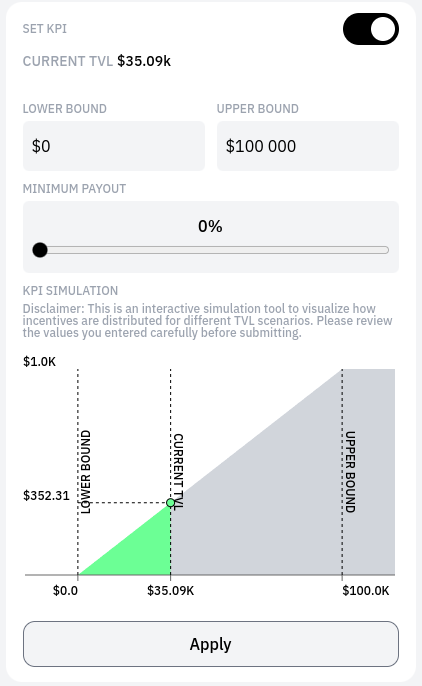 SET KPI
CURRENT TVL $35.09k
LOWER BOUND
UPPER BOUND
$0
$100 000
MINIMUM PAYOUT
0%
KPI SIMULATION
Disclaimer: This is an interactive simulation tool to visualize how
incentives are distributed for different TVL scenarios. Please review
the values you entered carefully before submitting.
$1.0K
LOWER BOUND
CURRENT TVL
UPPER BOUND
$352.31
$0.0
$35.09K
$100.0K
Apply